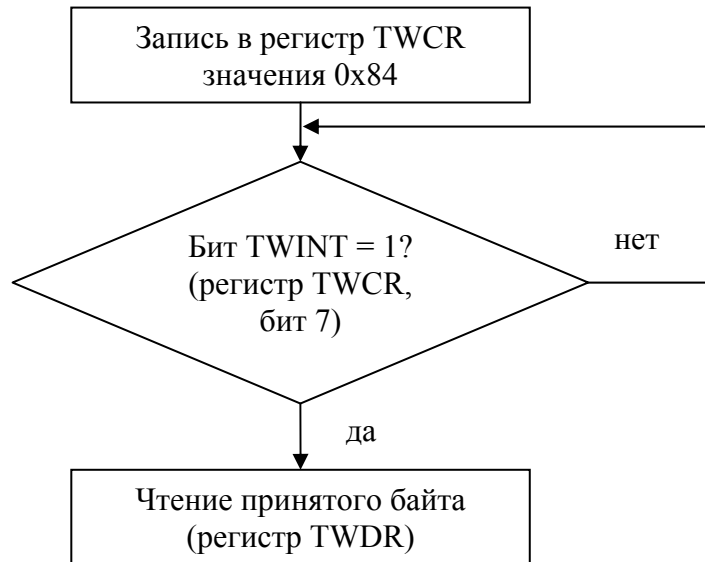 Запись в регистр TWCR
значения 0x84
Бит TWINT = 1?
(регистр TWCR,
бит 7)
нет
да
Чтение принятого байта
(регистр TWDR)